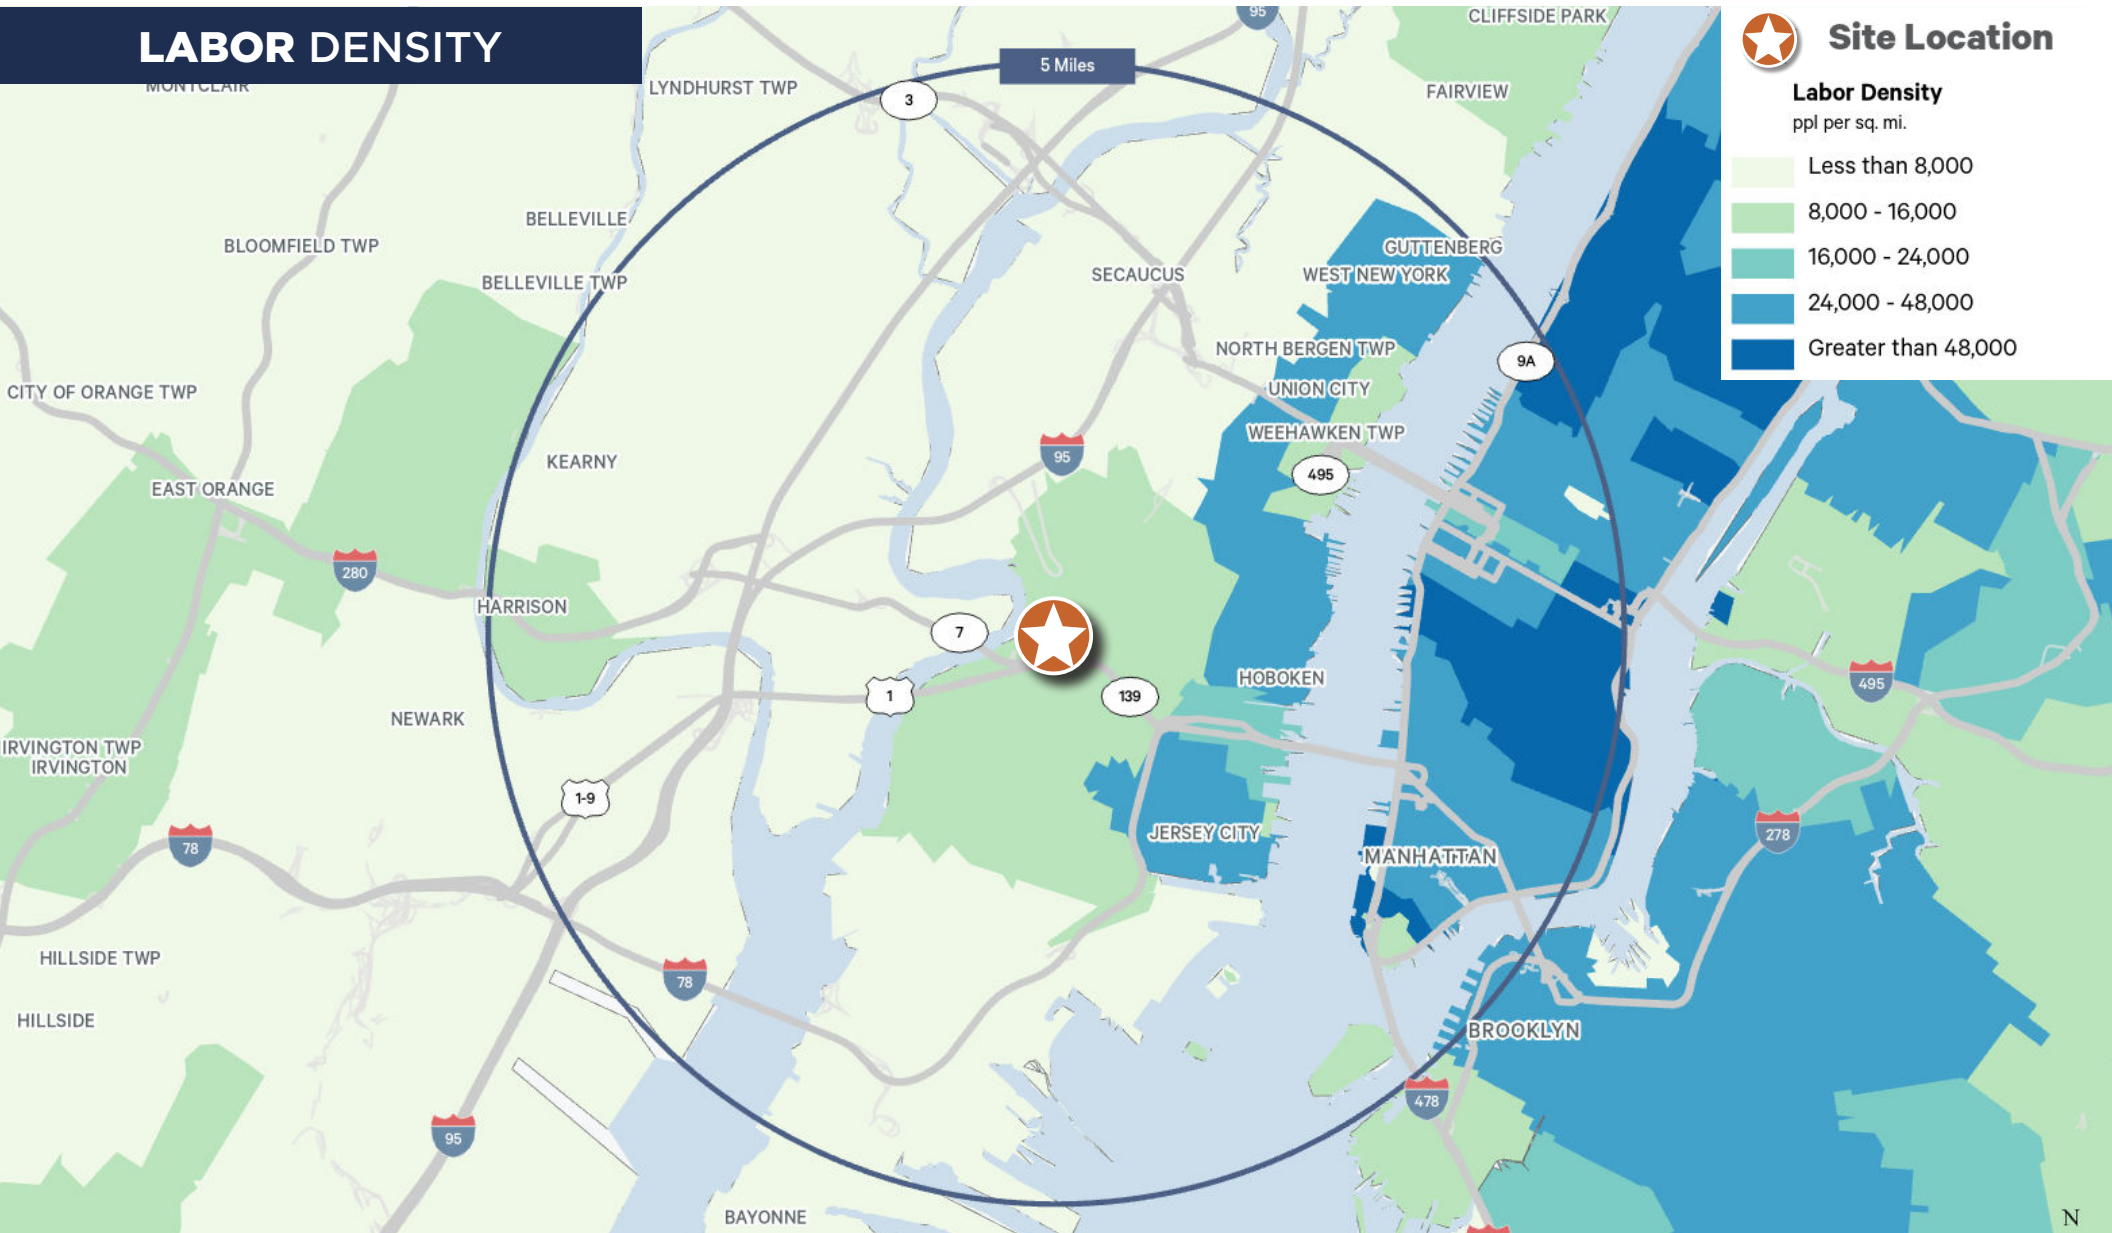 LABOR DENSITY
95
CLIFFSIDE PARK
Site Location
5 Miles
MONTCLAIR
LYNDHURST TWP
3
FAIRVIEW
Labor Density
ppl per sq. mi.
Less than 8,000
8,000 - 16,000
16,000 - 24,000
24,000 - 48,000
Greater than 48,000
BELLEVILLE
BLOOMFIELD TWP
GUTTENBERG
BELLEVILLE TWP
SECAUCUS
WEST NEW YORK
NORTH BERGEN TWP
9A
CITY OF ORANGE TWP
UNION CITY
WEEHAWKEN TWP
KEARNY
95
495
EAST ORANGE
280
HARRISON
7
HOBOKEN
495
1
139
NEWARK
IRVINGTON TWP
IRVINGTON
1-9
278
JERSEY CITY
78
MANHATTAN
HILLSIDE TWP
78
HILLSIDE
BROOKLYN
478
95
BAYONNE
N